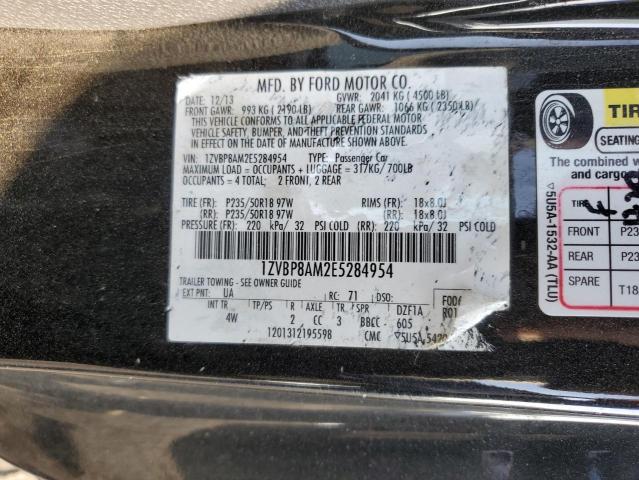 MFD. BY FORD MOTOR CO.
DATE: 12/13 GVWR: 2041 KG (4500 LB)
FRONT GAWR: 993 KG (2190 LB) REAR GAWR: 1066 KG (2350 LB)
THIS VEHICLE CONFORMS TO ALL APPLICABLE FEDERAL MOTOR
VEHICLE SAFETY, BUMPER, AND THEFT PREVENTION STANDARDS
IN EFFECT ON THE DATE OF MANUFACTURE SHOWN ABOVE.
VIN: 1ZVBP8AM2E5284954 TYPE: Passenger Car
MAXIMUM LOAD = OCCUPANTS + LUGGAGE = 317KG/ 700LB
OCCUPANTS = 4 TOTAL; 2 FRONT, 2 REAR
TIRE (FR): P235/50R18 97W RIMS (FR): 18x8.0J
(RR): P235/50R18 97W (RR): 18x8.0J
PRESSURE (FR): 220 kPa/ 32 PSI COLD (RR): 220 kPa/ 32 PSI COLD
1ZVBP8AM2E5284954
TRAILER TOWING - SEE OWNER GUIDE
EXT PNT: UA RC: 71 DSO: F006
INT TR TP/PS R AXLE TR SPR DZF1A R01
4W 2 CC 3 BBCC 605
1201312195598 CMC ▽5U5A-5420
TIR
SEATING
The combined w
and cargo
TIR
FRONT P23
REAR P23
SPARE T18
▽5U5A-1532-AA (TLU)